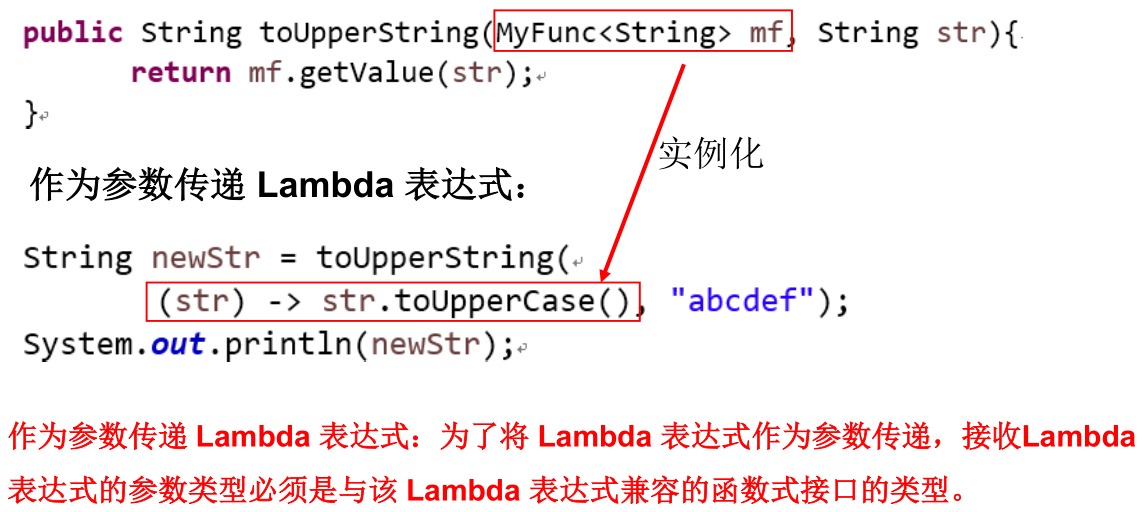 public String toUpperString(MyFunc<String> mf, String str){
return mf.getValue(str);
}
实例化
作为参数传递 Lambda 表达式：
String newStr = toUpperString(
(str) -> str.toUpperCase(), "abcdef");
System.out.println(newStr);
作为参数传递 Lambda 表达式：为了将 Lambda 表达式作为参数传递，接收Lambda
表达式的参数类型必须是与该 Lambda 表达式兼容的函数式接口的类型。